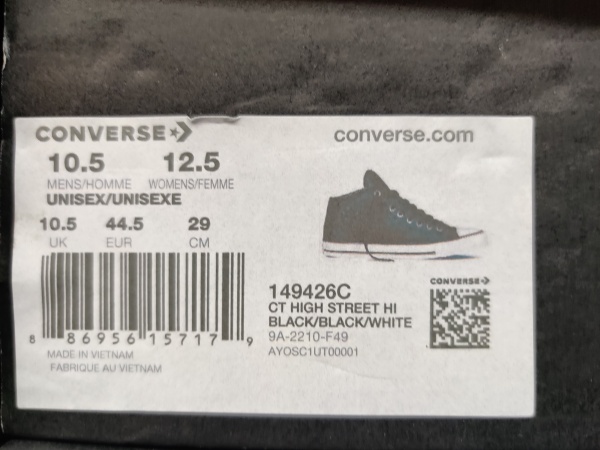 CONVERSE
converse.com
10.5 12.5
MENS/HOMME WOMENS/FEMME
UNISEX/UNISEXE
10.5 44.5 29
UK EUR CM
149426C
CT HIGH STREET HI
BLACK/BLACK/WHITE
9A-2210-F49
AYOSC1UT00001
CONVERSE
8 86956 15717 9
MADE IN VIETNAM
FABRIQUE AU VIETNAM